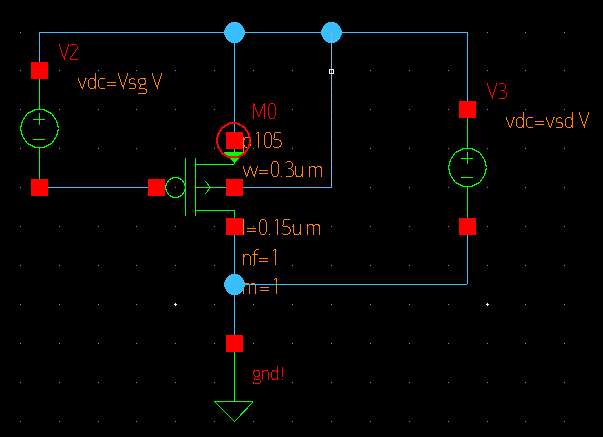 V2
vdc=Vsg V
V3
vdc=vsd V
M0
p105
w=0.3u m
l=0.15u m
nf=1
m=1
gnd!